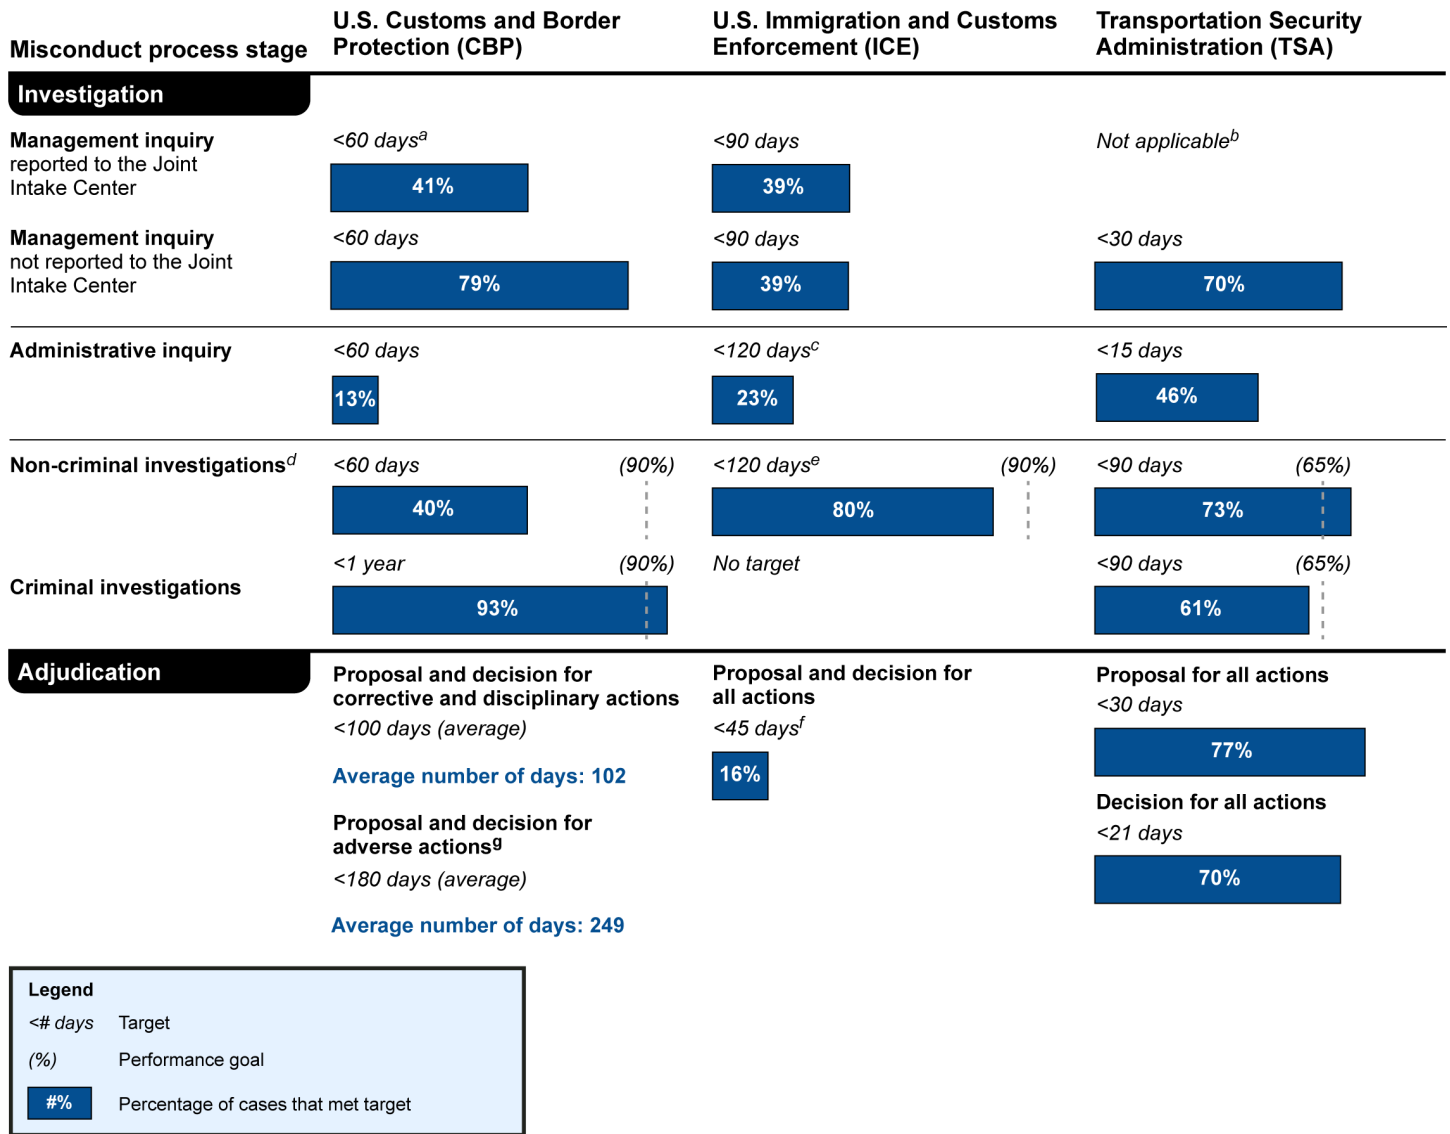 Misconduct process stage
U.S. Customs and Border
Protection (CBP)
U.S. Immigration and Customs
Enforcement (ICE)
Transportation Security
Administration (TSA)
Investigation
Management inquiry
reported to the Joint
Intake Center
<60 daysa
41%
<90 days
39%
Not applicableb
Management inquiry
not reported to the Joint
Intake Center
<60 days
79%
<90 days
39%
<30 days
70%
Administrative inquiry
<60 days
13%
<120 daysc
23%
<15 days
46%
Non-criminal investigationsd
<60 days
(90%)
40%
<120 dayse
(90%)
80%
<90 days
(65%)
73%
Criminal investigations
<1 year
(90%)
93%
No target
<90 days
(65%)
61%
Adjudication
Proposal and decision for
corrective and disciplinary actions
<100 days (average)
Average number of days: 102
Proposal and decision for
adverse actionsg
<180 days (average)
Average number of days: 249
Proposal and decision for
all actions
<45 daysf
16%
Proposal for all actions
<30 days
77%
Decision for all actions
<21 days
70%
Legend
<# days Target
(%) Performance goal
#% Percentage of cases that met target